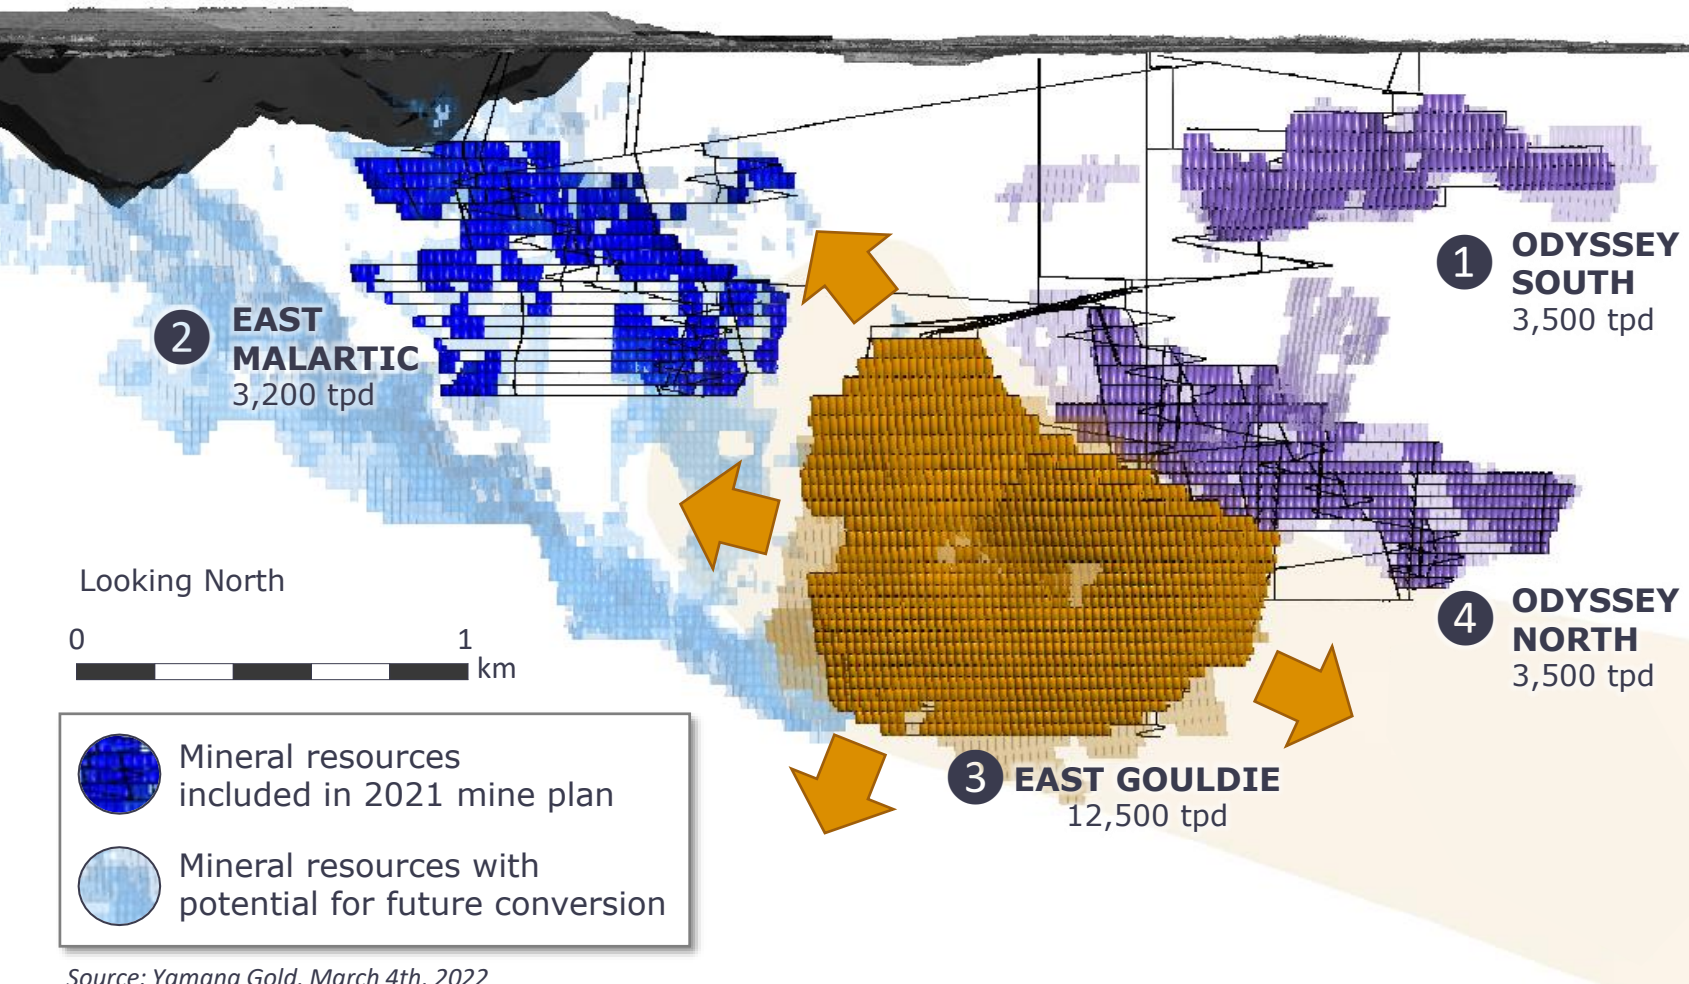 1
ODYSSEY
SOUTH
3,500 tpd
2
EAST
MALARTIC
3,200 tpd
Looking North
0 1
km
4
ODYSSEY
NORTH
3,500 tpd
3 EAST GOULDIE
12,500 tpd
Mineral resources
included in 2021 mine plan
Mineral resources with
potential for future conversion
Source: Yamana Gold, March 4th, 2022